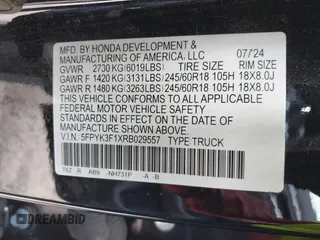 MFD. BY HONDA DEVELOPMENT &
MANUFACTURING OF AMERICA, LLC 07/24
GVWR 2730 KG (6019LBS) TIRE SIZE RIM SIZE
GAWR F 1420 KG (3131LBS) 245/60R18 105H 18X8.0J
GAWR R 1480 KG (3263LBS) 245/60R18 105H 18X8.0J
THIS VEHICLE CONFORMS TO ALL APPLICABLE
FEDERAL MOTOR VEHICLE SAFETY
STANDARDS IN EFFECT ON THE DATE OF
MANUFACTURE SHOWN ABOVE.
V.I.N. 5FPYK3F1XRB029557 TYPE TRUCK
T6Z R AB9 -NH731P -A -B
DREAMBID